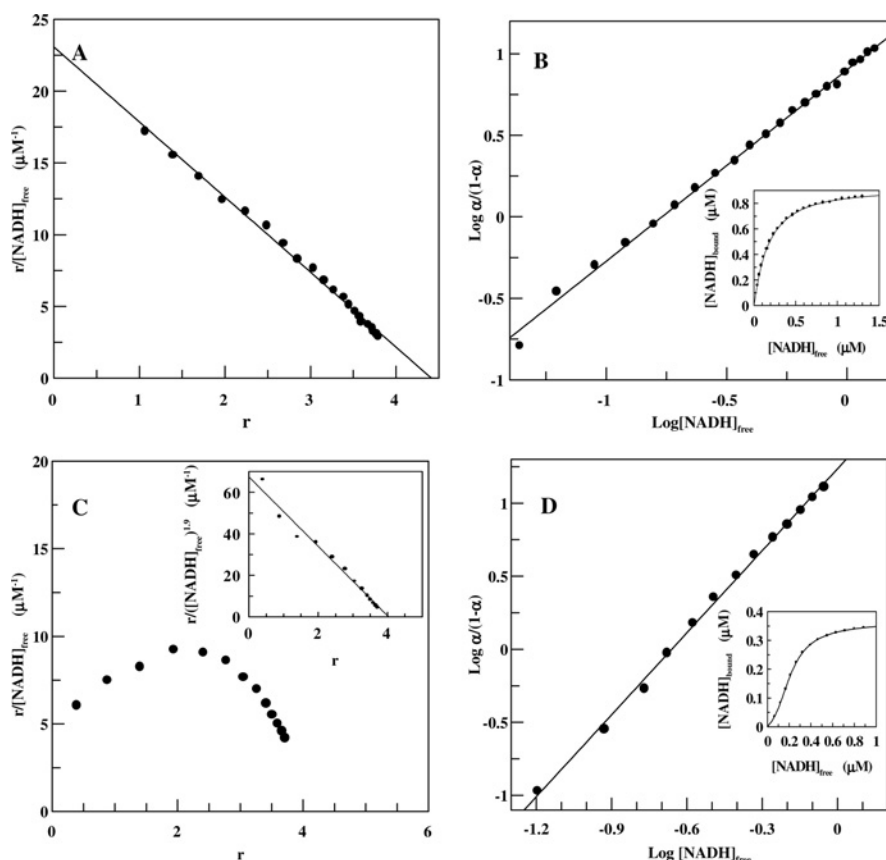 A
25
20
15
10
5
0
r/[NADH]free (μM-1)
0 1 2 3 4
r
B
1
0.5
0
-0.5
-1
Log α/(1-α)
-1 -0.5 0
Log[NADH]free
0.8
0.6
0.4
0.2
0
[NADH]bound (μM)
0 0.5 1 1.5
[NADH]free (μM)
C
20
15
10
5
0
r/[NADH]free (μM-1)
0 2 4 6
r
60
40
20
0
r/([NADH]free)1.9 (μM-1)
0 2 4
r
D
1
0.5
0
-0.5
-1
Log α/(1-α)
-1.2 -0.9 -0.6 -0.3 0
Log [NADH]free
0.4
0.3
0.2
0.1
0
[NADH]bound (μM)
0 0.2 0.4 0.6 0.8 1
[NADH]free (μM)